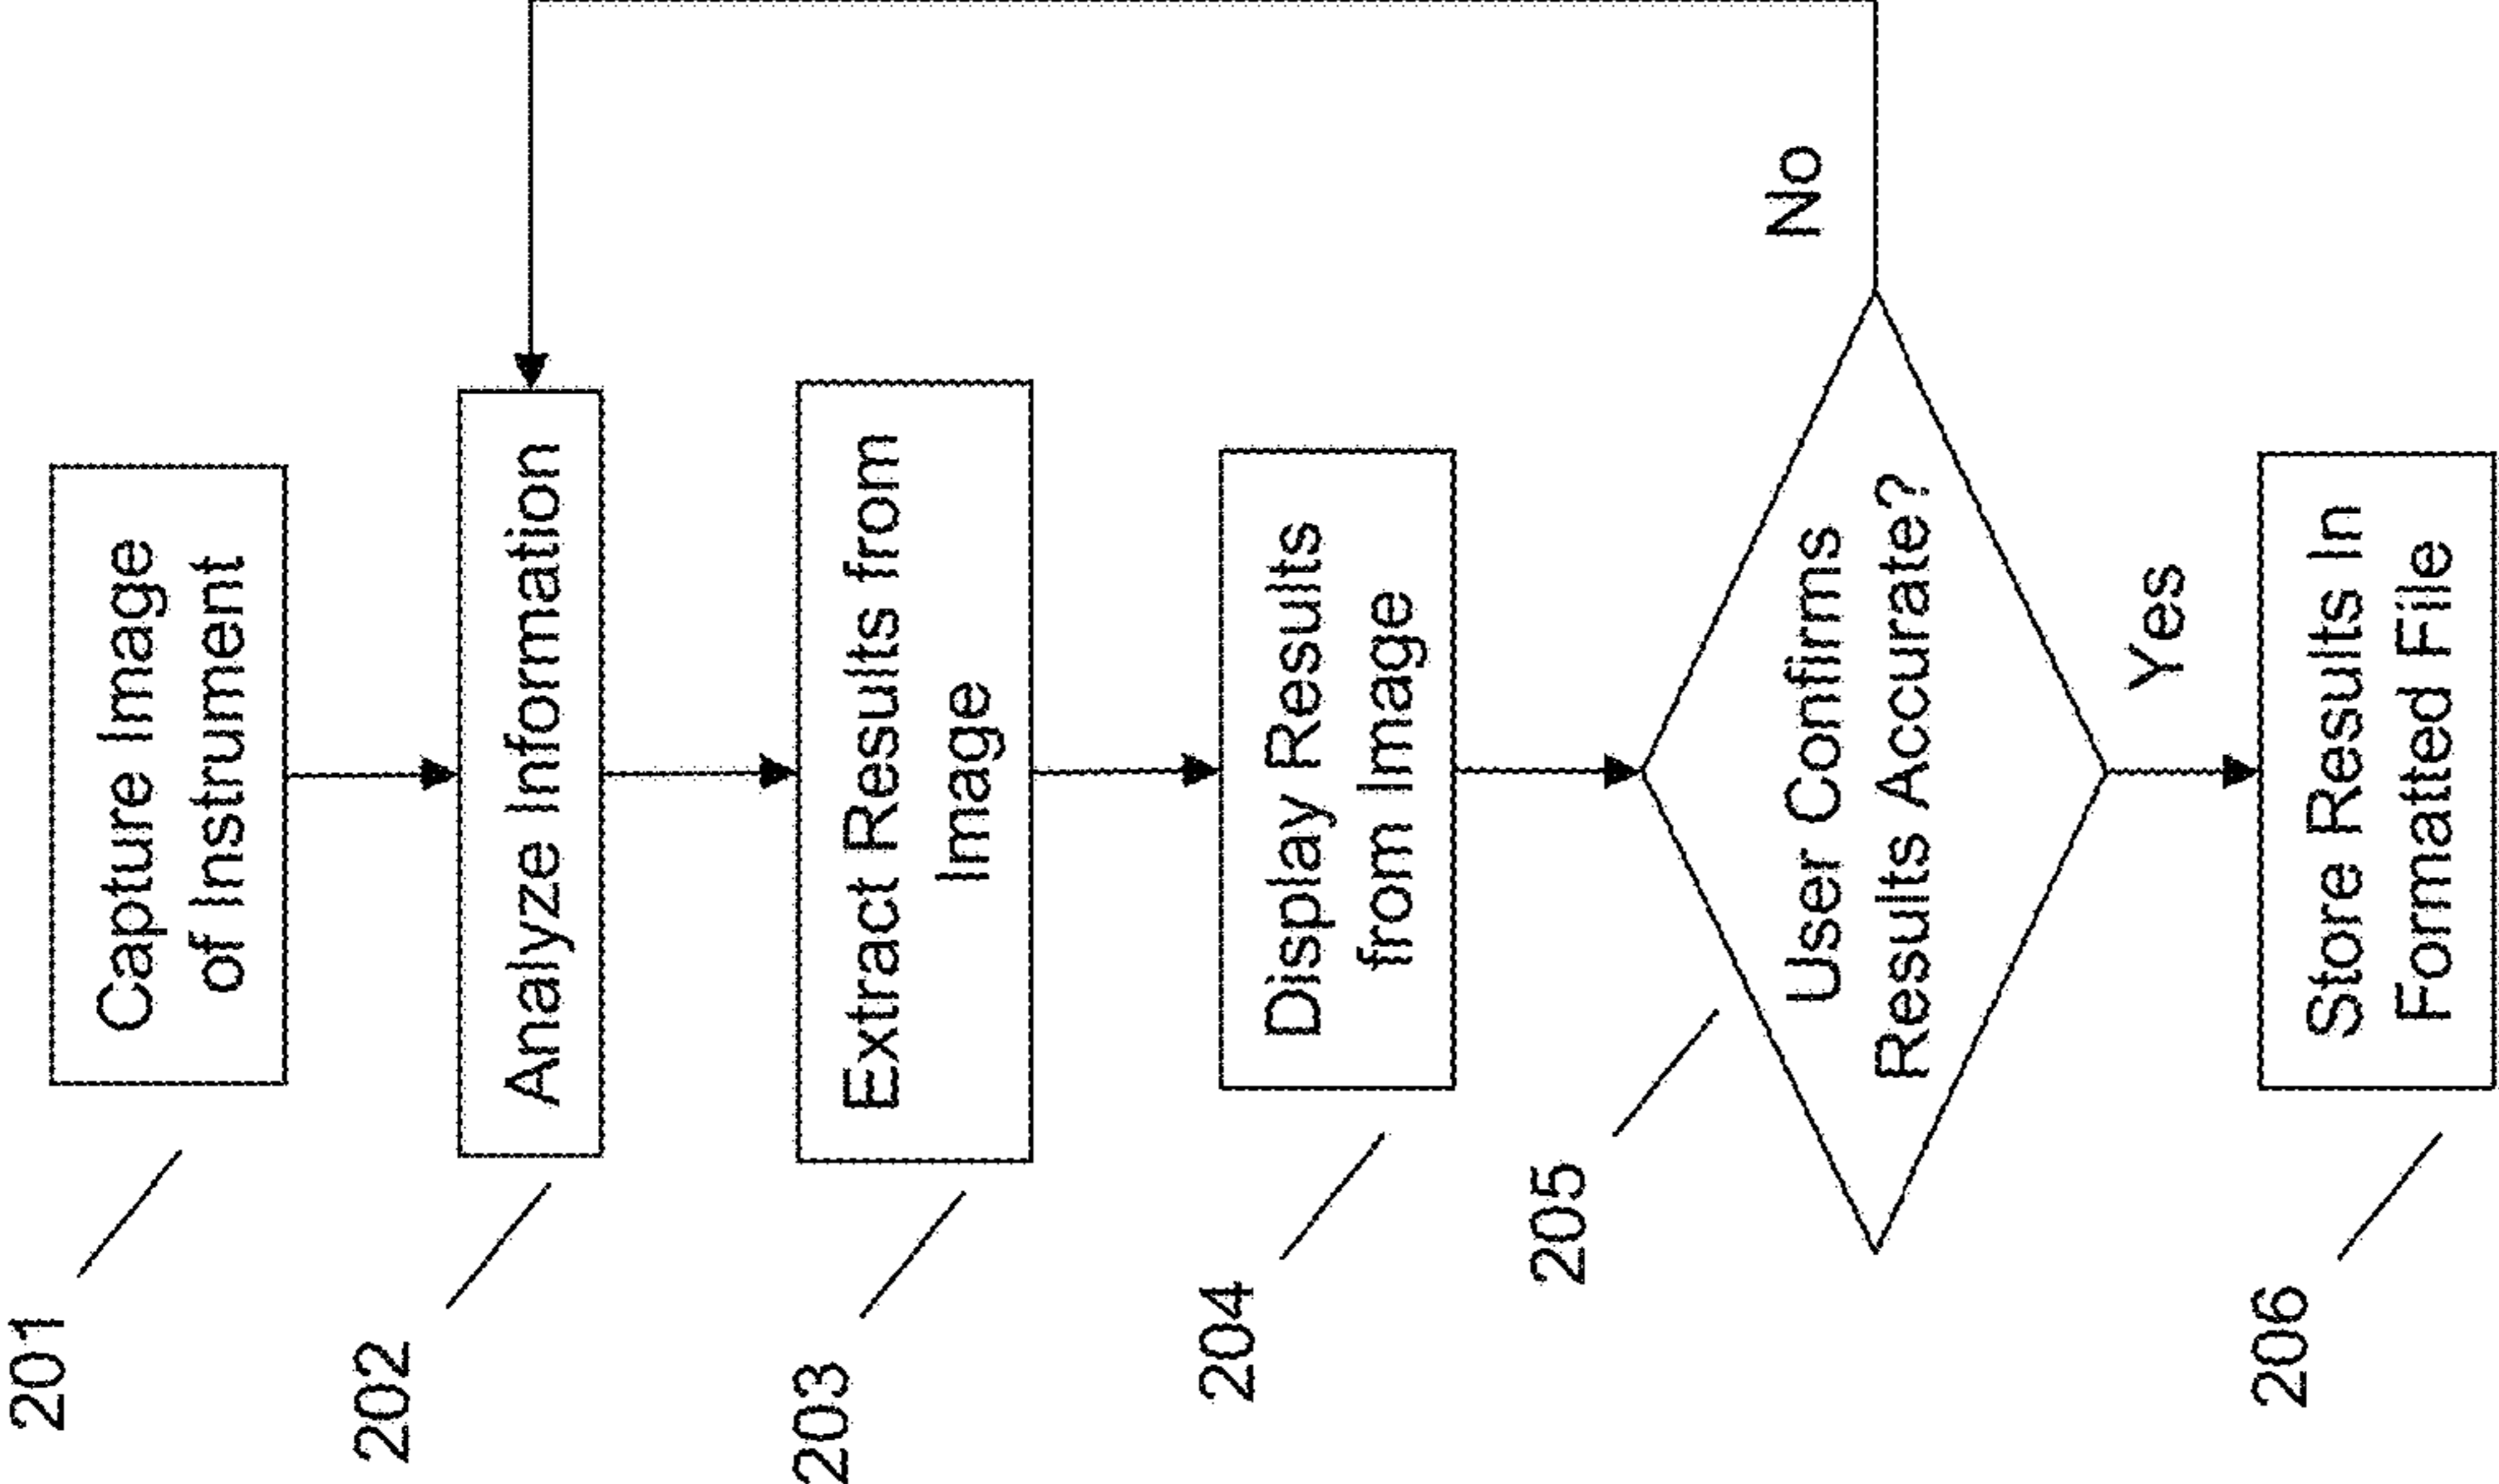 201
Capture Image
of Instrument
202
Analyze Information
203
Extract Results from
Image
204
Display Results
from Image
205
User Confirms
Results Accurate?
No
Yes
206
Store Results In
Formatted File